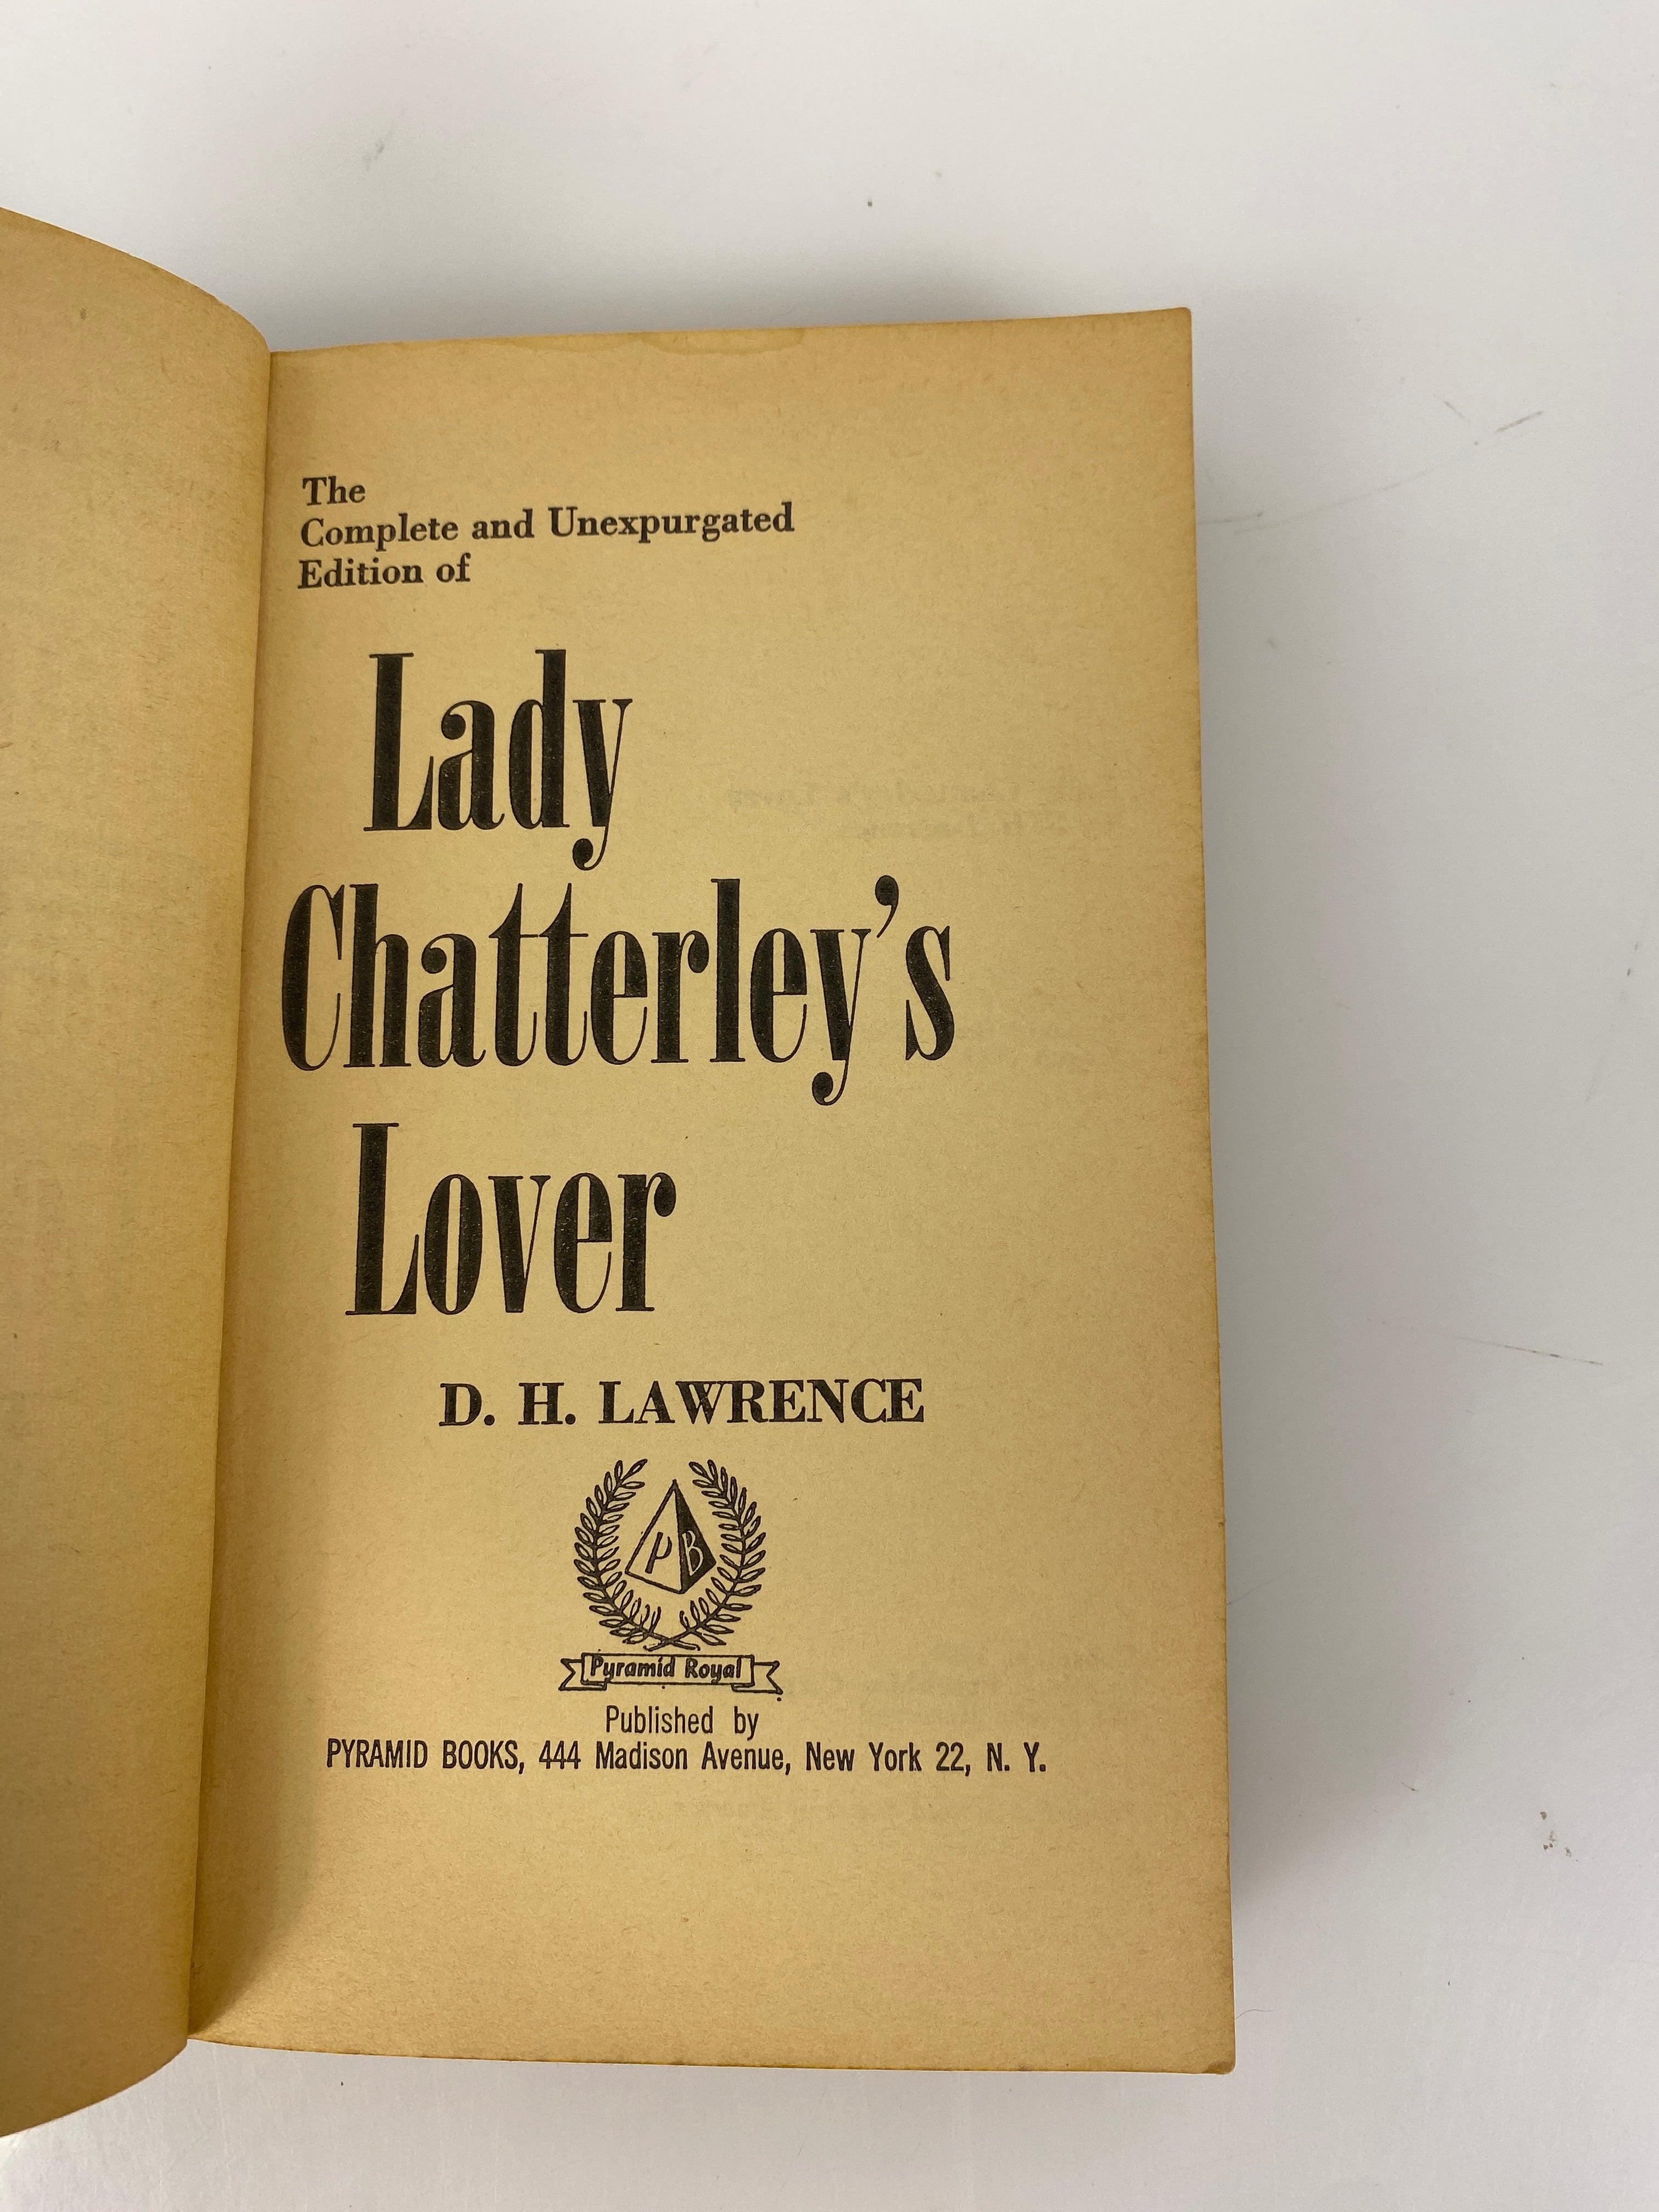 The
Complete and Unexpurgated
Edition of
Lady
Chatterley's
Lover
D. H. LAWRENCE
PB
Pyramid Royal
Published by
PYRAMID BOOKS, 444 Madison Avenue, New York 22, N. Y.